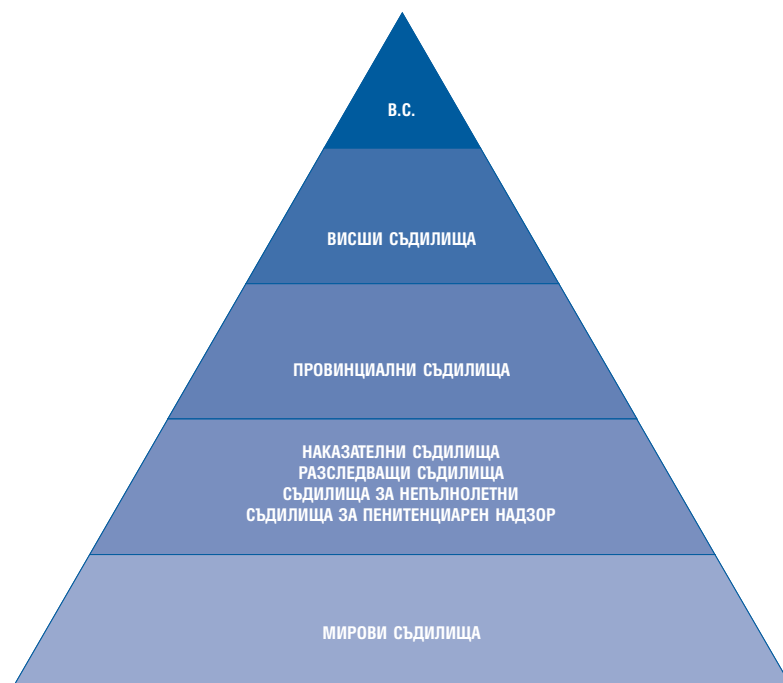 В.С.
ВИСШИ СЪДИЛИЩА
ПРОВИНЦИАЛНИ СЪДИЛИЩА
НАКАЗАТЕЛНИ СЪДИЛИЩА
РАЗСЛЕДВАЩИ СЪДИЛИЩА
СЪДИЛИЩА ЗА НЕПЪЛНОЛЕТНИ
СЪДИЛИЩА ЗА ПЕНИТЕНЦИАРЕН НАДЗОР
МИРОВИ СЪДИЛИЩА